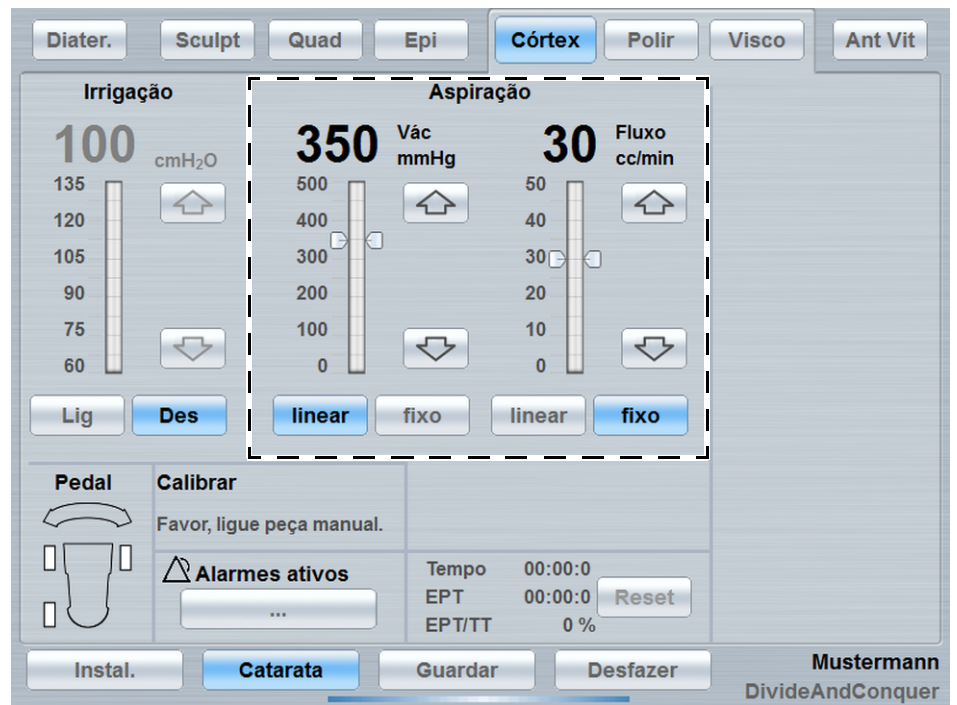 Diater. Sculpt Quad Epi Córtex Polir Visco Ant Vit
Irrigação Aspiração
100 cmH₂O 350 Vác mmHg 30 Fluxo cc/min
135 500 50
120 400 40
105 300 30
90 200 20
75 100 10
60 0 0
Lig Des linear fixo linear fixo
Pedal Calibrar
Favor, ligue peça manual.
Alarmes ativos
...
Tempo 00:00:0
EPT 00:00:0 Reset
EPT/TT 0 %
Instal. Catarata Guardar Desfazer Mustermann
DivideAndConquer